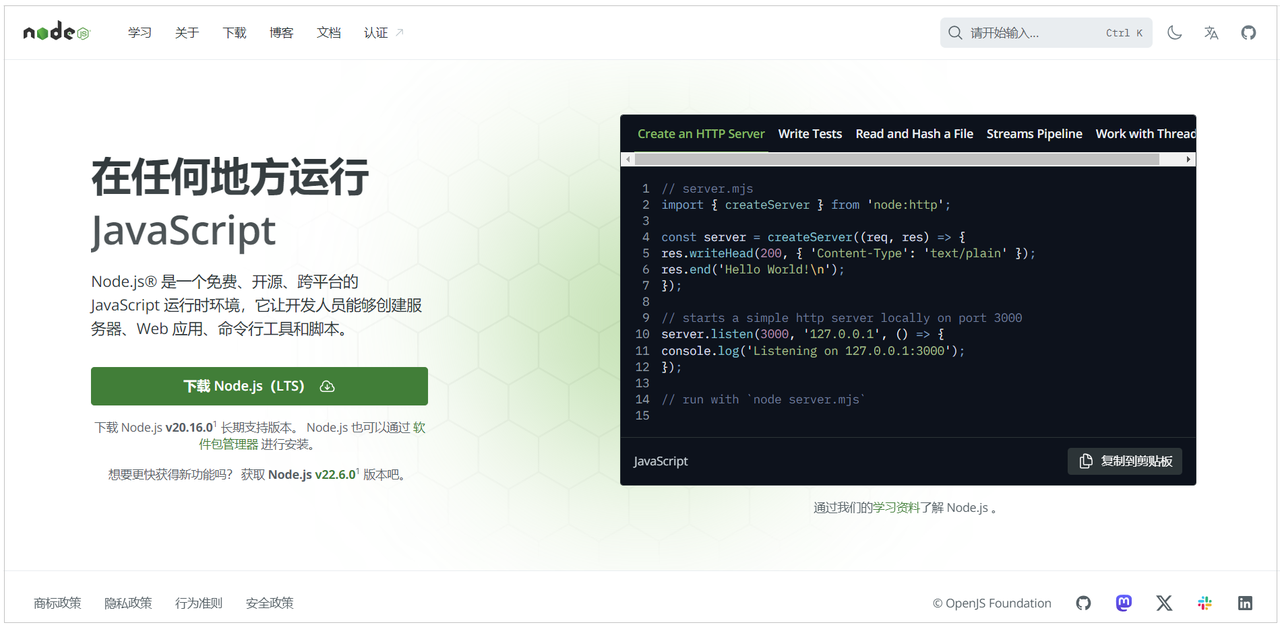 node JS
学习 关于 下载 博客 文档 认证
请开始输入... Ctrl K
在任何地方运行
JavaScript
Node.js® 是一个免费、开源、跨平台的
JavaScript 运行时环境，它让开发人员能够创建服
务器、Web 应用、命令行工具和脚本。
下载 Node.js（LTS）
下载 Node.js v20.16.0¹ 长期支持版本。 Node.js 也可以通过 软
件包管理器 进行安装。
想要更快获得新功能吗？ 获取 Node.js v22.6.0¹ 版本吧。
Create an HTTP Server Write Tests Read and Hash a File Streams Pipeline Work with Thread
1 // server.mjs
2 import { createServer } from 'node:http';
3
4 const server = createServer((req, res) => {
5 res.writeHead(200, { 'Content-Type': 'text/plain' });
6 res.end('Hello World!\n');
7 });
8
9 // starts a simple http server locally on port 3000
10 server.listen(3000, '127.0.0.1', () => {
11 console.log('Listening on 127.0.0.1:3000');
12 });
13
14 // run with `node server.mjs`
15
JavaScript 复制到剪贴板
通过我们的学习资料了解 Node.js 。
商标政策 隐私政策 行为准则 安全政策
© OpenJS Foundation